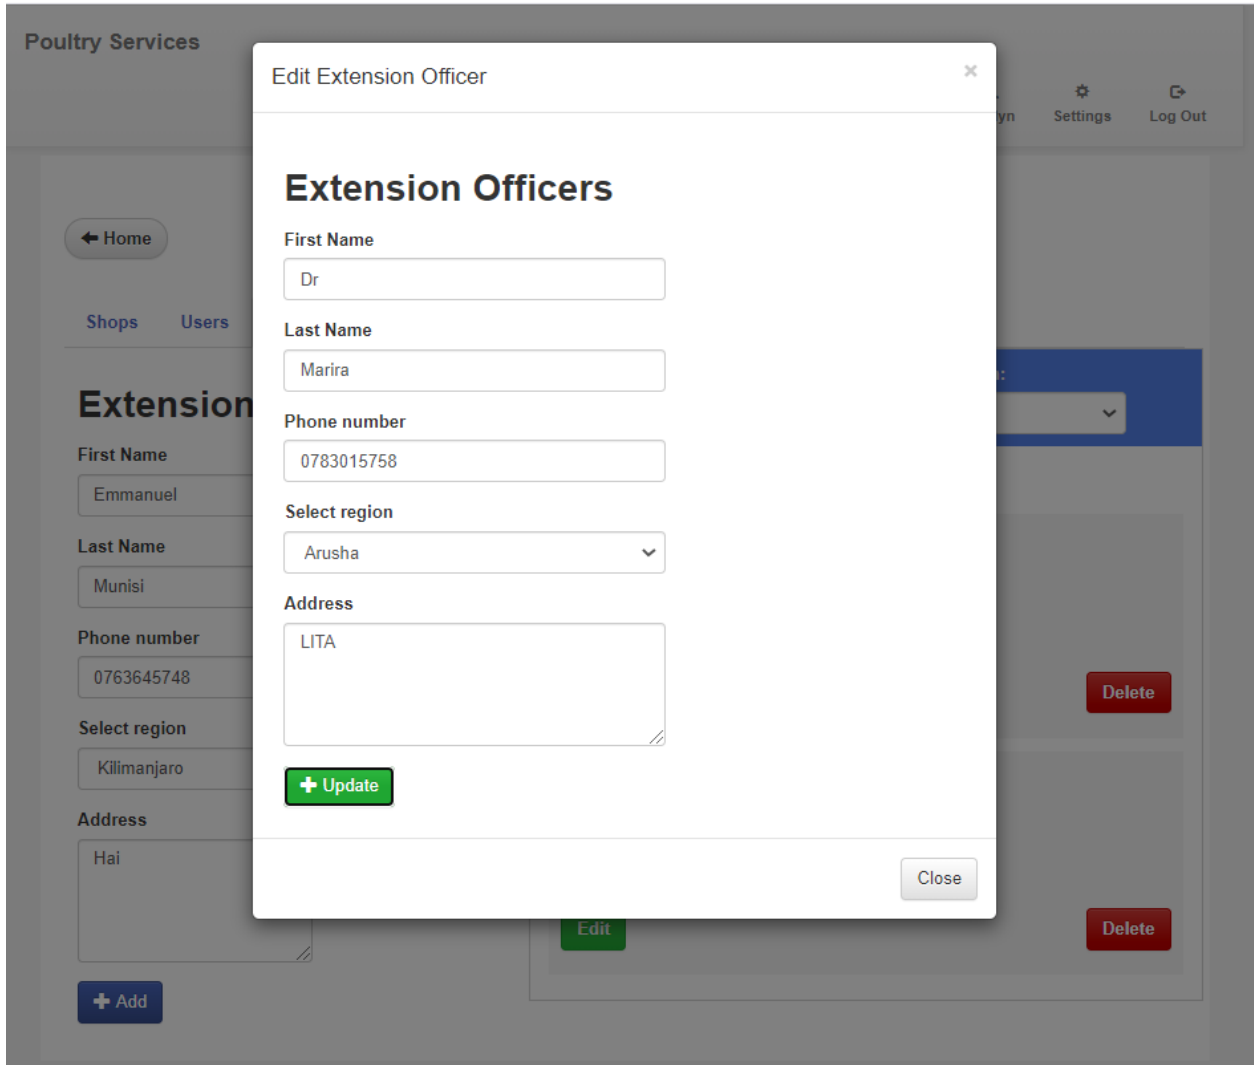 Poultry Services
Edit Extension Officer
×
Settings
Log Out
Home
Shops Users
Extension
First Name
Emmanuel
Last Name
Munisi
Phone number
0763645748
Select region
Kilimanjaro
Address
Hai
Add
Extension Officers
First Name
Dr
Last Name
Marira
Phone number
0783015758
Select region
Arusha
Address
LITA
Update
Close
Delete
Edit
Delete